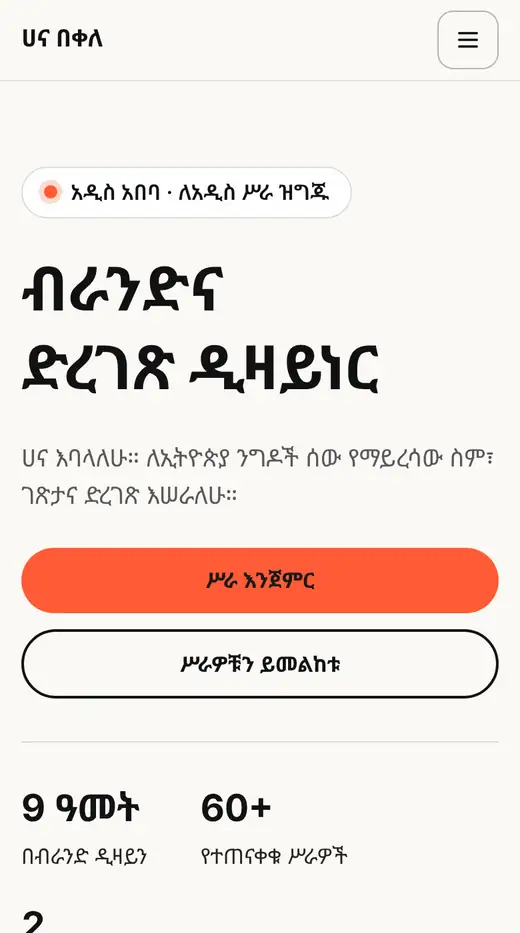 ሀና በቀለ
አዲስ አበባ · ለአዲስ ሥራ ዝግጁ
ብራንድና
ድረገጽ ዲዛይነር
ሀና እባላለሁ። ለኢትዮጵያ ንግዶች ሰው የማይረሳው ስም፣
ገጽታና ድረገጽ እሠራለሁ።
ሥራ እንጀምር
ሥራዎቹን ይመልከቱ
9 ዓመት
60+
በብራንድ ዲዛይን
የተጠናቀቁ ሥራዎች
2